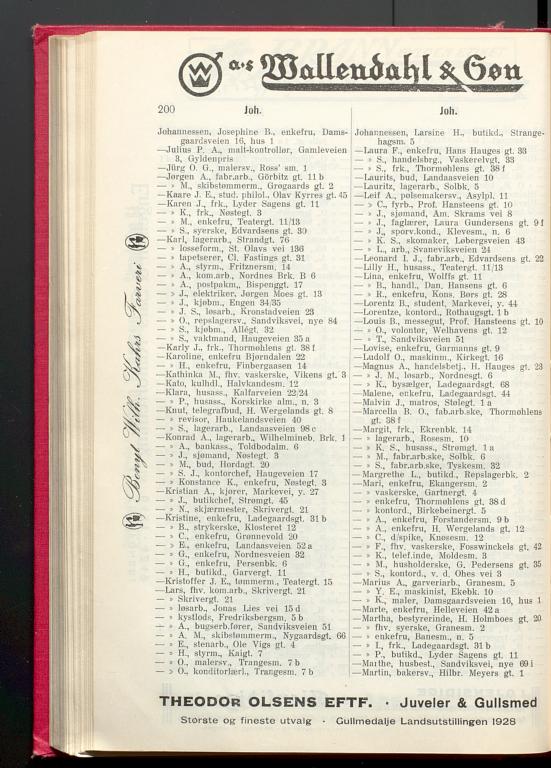 a·s Wallendahl & Søn
200 Joh. Joh.
Johannessen, Josephine B., enkefru, Dams-
gaardsveien 16, hus 1
—Julius P. A., malt-kontrollør, Gamleveien
3, Gyldenpris
—Jürg O. G., malersv., Ross' sm. 1
—Jørgen A., fabr.arb., Görbitz gt. 11 b
— » M., skibstømmerm., Grøgaards gt. 2
—Kaare J. E., stud. philol., Olav Kyrres gt. 45
—Karen J., frk., Lyder Sagens gt. 11
— » K., frk., Nøstegt. 3
— » M., enkefru, Teatergt. 11/13
— » S., syerske, Edvardsens gt. 30
—Karl, lagerarb., Strandgt. 76
— » losseform., St. Olavs vei 136
— » tapetserer, Cl. Fastings gt. 31
— » A., styrm., Fritznersm. 14
— » A., kom.arb., Nordnes Brk. B 6
— » A., postpakm., Bispenggt. 17
— » J., elektriker, Jørgen Moes gt. 13
— » J., kjøbm., Engen 34/35
— » J. S., løsarb., Kronstadveien 23
— » O., repslagersv., Sandviksvei, nye 84
— » S., kjøbm., Allégt. 32
— » S., vaktmand, Haugeveien 35 a
—Karly J., frk., Thormøhlens gt. 38 f
—Karoline, enkefru Bjørndalen 22
— » H., enkefru, Finbergaasen 14
—Kathinka M., fhv. vaskerske, Vikens gt. 3
—Kato, kulhdl., Halvkandesm. 12
—Klara, husass., Kalfarveien 22/24
— » P., husass., Korskirke alm., n. 3
—Knut, telegrafbud, H. Wergelands gt. 8
— » revisor, Haukelandsveien 40
— » S., lagerarb., Landaasveien 98 c
—Konrad A., lagerarb., Wilhelmineb. Brk. 1
— » A., bankass., Toldbodalm. 6
— » J., sjømand, Nøstegt. 3
— » M., bud, Hordagt. 20
— » S. J., kontorchef, Haugeveien 17
— » Konstance K., enkefru, Nøstegt. 3
—Kristian A., kjører, Markevei, y. 27
— » J., butikchef, Strømgt. 45
— » N., skjærmester, Skrivergt. 21
—Kristine, enkefru, Ladegaardsgt. 31 b
— » B., strykerske, Klosteret 12
— » C., enkefru, Grønnevold 20
— » E., enkefru, Landaasveien 52 a
— » G., enkefru, Nordnesveien 32
— » G., enkefru, Persenbk. 6
— » H., butikd., Garvergt. 11
—Kristoffer J. E., tømmerm., Teatergt. 15
—Lars, fhv. kom.arb., Skrivergt. 21
— » Skrivergt. 21
— » løsarb., Jonas Lies vei 15 d
— » kystlods, Fredriksbergsm. 5 b
— » A., bugserb.fører, Sandviksveien 51
— » A. M., skibstømmerm., Nygaardsgt. 66
— » E., stenarb., Ole Vigs gt. 4
— » H., styrm., Kaigt. 7
— » O., malersv., Trangesm. 7 b
— » O., konditorlærl., Trangesm. 7 b
Johannessen, Larsine H., butikd., Strange-
hagsm. 5
—Laura F., enkefru, Hans Hauges gt. 33
— » S., handelsbrg., Vaskerelvgt. 33
— » S., frk., Thormøhlens gt. 38 f
—Laurits, bud, Landaasveien 10
—Lauritz, lagerarb., Solbk. 5
—Leif A., pølsemakersv., Asylpl. 11
— » C., fyrb., Prof. Hansteens gt. 10
— » J., sjømand, Am. Skrams vei 8
— » J., faglærer, Laura Gundersens gt. 9 f
— » J., sporv.kond., Klevesm., n. 6
— » K. S., skomaker, Løbergsveien 43
— » L., arb., Svaneviksveien 24
—Leonard I. J., fabr.arb., Edvardsens gt. 22
—Lilly H., husass., Teatergt. 11/13
—Lina, enkefru, Wolffs gt. 11
— » B., handl., Dan. Hansens gt. 6
— » R., enkefru, Kons. Børs gt. 28
—Lorentz B., student, Markevei, y. 44
—Lorentze, kontord., Rothaugsgt. 1 b
—Louis B., messegut, Prof. Hansteens gt. 10
— » O., volontør, Welhavens gt. 12
— » T., Sandviksveien 51
—Lovise, enkefru, Garmanns gt. 9
—Ludolf O., maskinm., Kirkegt. 16
—Magnus A., handelsbetj., H. Hauges gt. 23
— » J. M., løsarb., Nordnesgt. 6
— » K., bysælger, Ladegaardsgt. 68
—Malene, enkefru, Ladegaardsgt. 44
—Malvin J., matros, Stølegt. 1 a
—Marcella B. O., fab.arb.ske, Thormøhlens
gt. 38 f
—Margit, frk., Ekrenbk. 14
— » lagerarb., Rosesm. 10
— » K. S., husass., Strømgt. 1 a
— » M., fabr.arb.ske, Solbk. 6
— » S., fabr.arb.ske, Tyskesm. 32
—Margrethe L., butikd., Repslagerbk. 2
—Mari, enkefru, Ekangersm. 2
— » vaskerske, Gartnergt. 4
— » enkefru, Thormøhlens gt. 38 d
— » kontord., Birkebeinergt. 5
— » A., enkefru, Forstandersm. 9 b
— » A., enkefru, H. Wergelands gt. 12
— » C., d/spike, Knøsesm. 12
— » F., fhv. vaskerske, Fosswinckels gt. 42
— » K., telef.inde, Moldesm. 3
— » M., husholderske, G. Pedersens gt. 35
— » S., kontord., v. d. Ohes vei 3
—Marius A., garveriarb., Granesm. 5
— » Y. E., maskinist, Ekebk. 10
— » K., maler, Damsgaardsveien 16, hus 1
—Marte, enkefru, Helleveien 42 a
—Martha, bestyrerinde, H. Holmboes gt. 20
— » fhv. syerske, Granesm. 2
— » enkefru, Banesm., n. 5
— » I., frk., Ladegaardsgt. 31 b
— » P., butikd., Lyder Sagens gt. 11
—Marthe, husbest., Sandviksvei, nye 69 i
—Martin, bakersv., Hilbr. Meyers gt. 1
Bengt Wilh. Kahrs Farveri
THEODOR OLSENS EFTF. · Juveler & Gullsmed
Største og fineste utvalg · Gullmedalje Landsutstillingen 1928